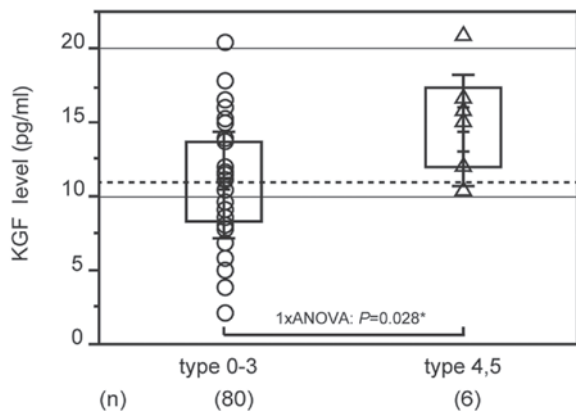 KGF level (pg/ml)
20
15
10
5
0
1xANOVA: P=0.028*
type 0-3 type 4,5
(n) (80) (6)